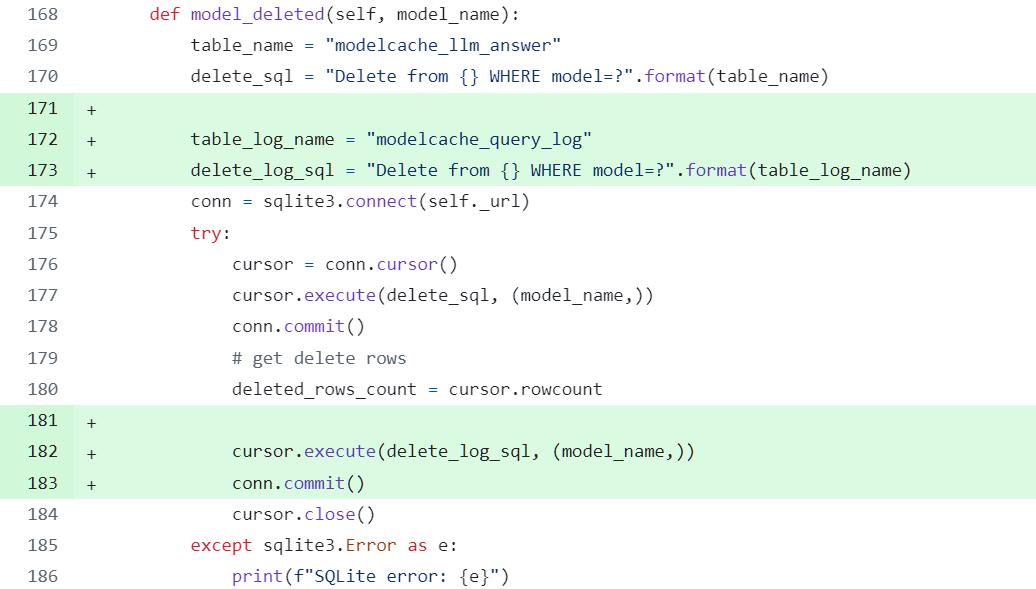 168 def model_deleted(self, model_name):
169 table_name = "modelcache_llm_answer"
170 delete_sql = "Delete from {} WHERE model=?".format(table_name)
171 +
172 + table_log_name = "modelcache_query_log"
173 + delete_log_sql = "Delete from {} WHERE model=?".format(table_log_name)
174 conn = sqlite3.connect(self._url)
175 try:
176 cursor = conn.cursor()
177 cursor.execute(delete_sql, (model_name,))
178 conn.commit()
179 # get delete rows
180 deleted_rows_count = cursor.rowcount
181 +
182 + cursor.execute(delete_log_sql, (model_name,))
183 + conn.commit()
184 cursor.close()
185 except sqlite3.Error as e:
186 print(f"SQLite error: {e}")